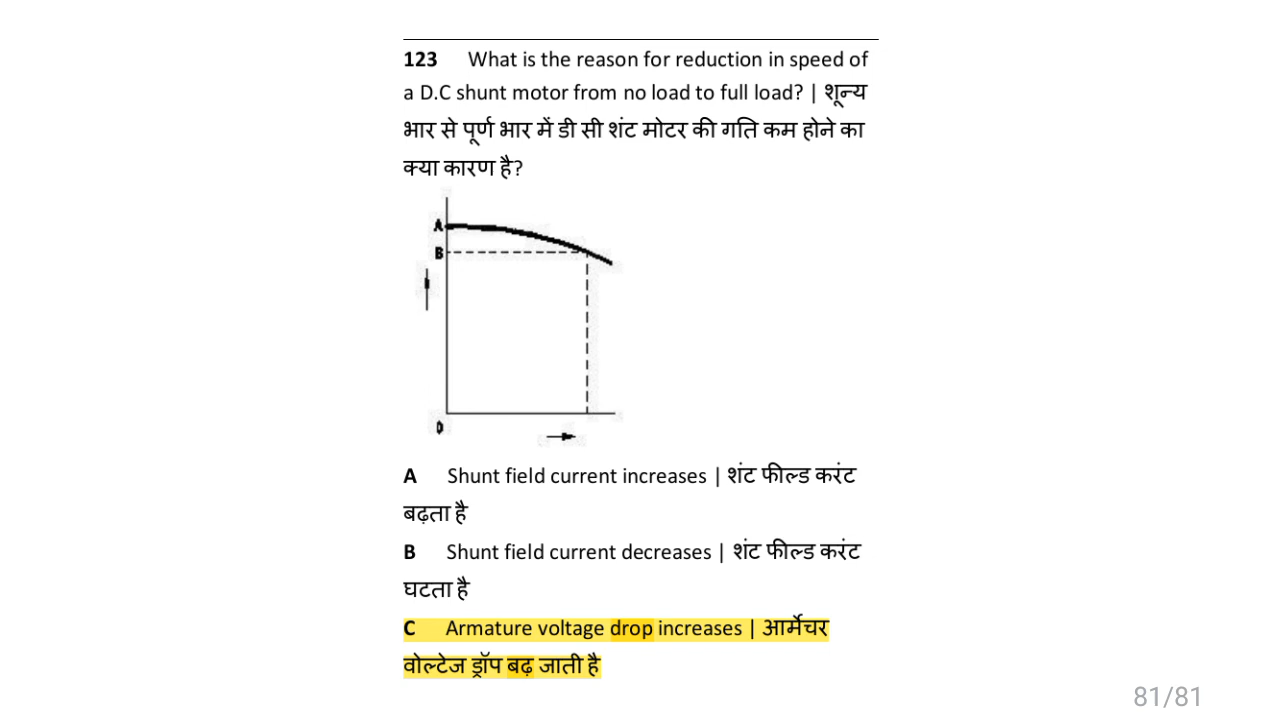 123 What is the reason for reduction in speed of
a D.C shunt motor from no load to full load? | शून्य
भार से पूर्ण भार में डी सी शंट मोटर की गति कम होने का
क्या कारण है?
A
B
0
A Shunt field current increases | शंट फील्ड करंट
बढ़ता है
B Shunt field current decreases | शंट फील्ड करंट
घटता है
C Armature voltage drop increases | आर्मेचर
वोल्टेज ड्रॉप बढ़ जाती है
81/81